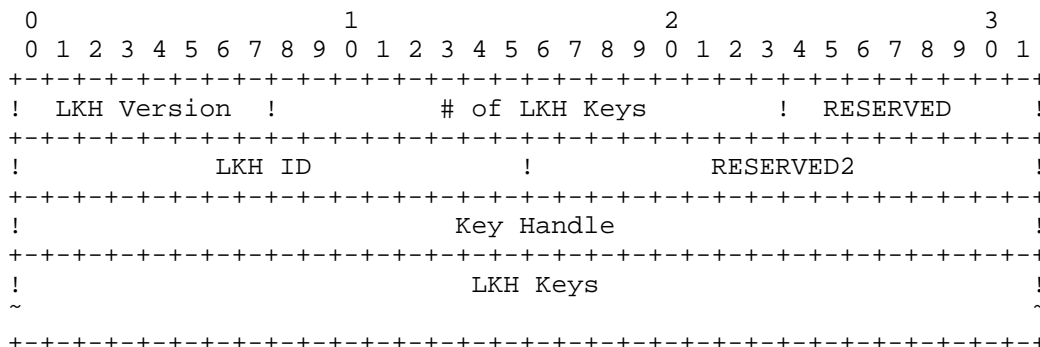 0                   1                   2                   3
 0 1 2 3 4 5 6 7 8 9 0 1 2 3 4 5 6 7 8 9 0 1 2 3 4 5 6 7 8 9 0 1
+-+-+-+-+-+-+-+-+-+-+-+-+-+-+-+-+-+-+-+-+-+-+-+-+-+-+-+-+-+-+-+-+
!  LKH Version  !          # of LKH Keys        !  RESERVED     !
+-+-+-+-+-+-+-+-+-+-+-+-+-+-+-+-+-+-+-+-+-+-+-+-+-+-+-+-+-+-+-+-+
!             LKH ID            !           RESERVED2           !
+-+-+-+-+-+-+-+-+-+-+-+-+-+-+-+-+-+-+-+-+-+-+-+-+-+-+-+-+-+-+-+-+
!                           Key Handle                          !
+-+-+-+-+-+-+-+-+-+-+-+-+-+-+-+-+-+-+-+-+-+-+-+-+-+-+-+-+-+-+-+-+
!                            LKH Keys                           !
~                                                               ~
+-+-+-+-+-+-+-+-+-+-+-+-+-+-+-+-+-+-+-+-+-+-+-+-+-+-+-+-+-+-+-+-+